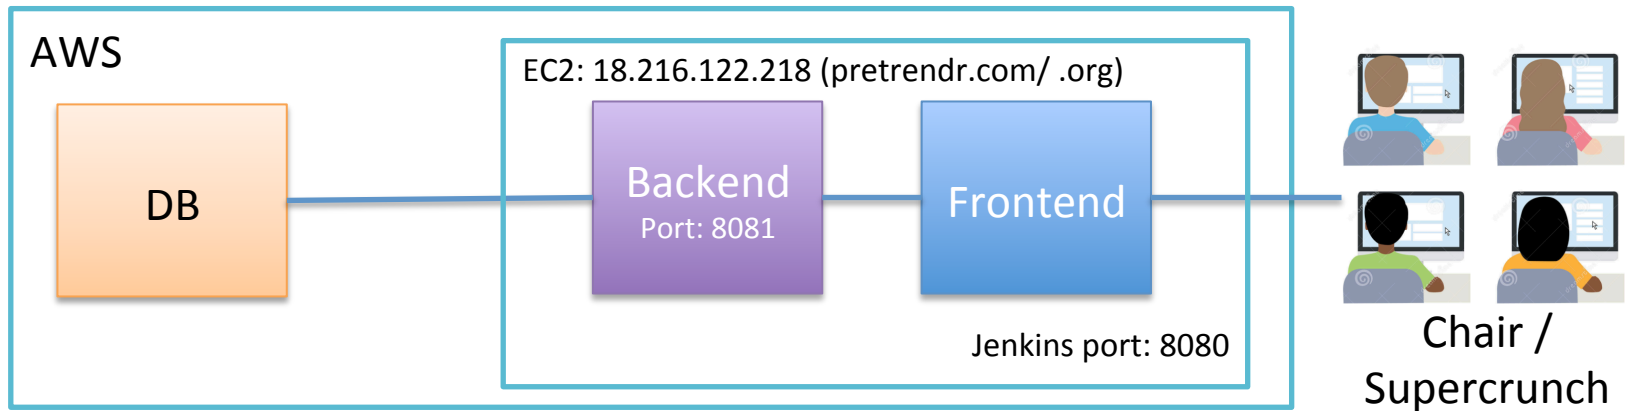 AWS
EC2: 18.216.122.218 (pretrendr.com/ .org)
DB
Backend
Port: 8081
Frontend
Jenkins port: 8080
Chair /
Supercrunch